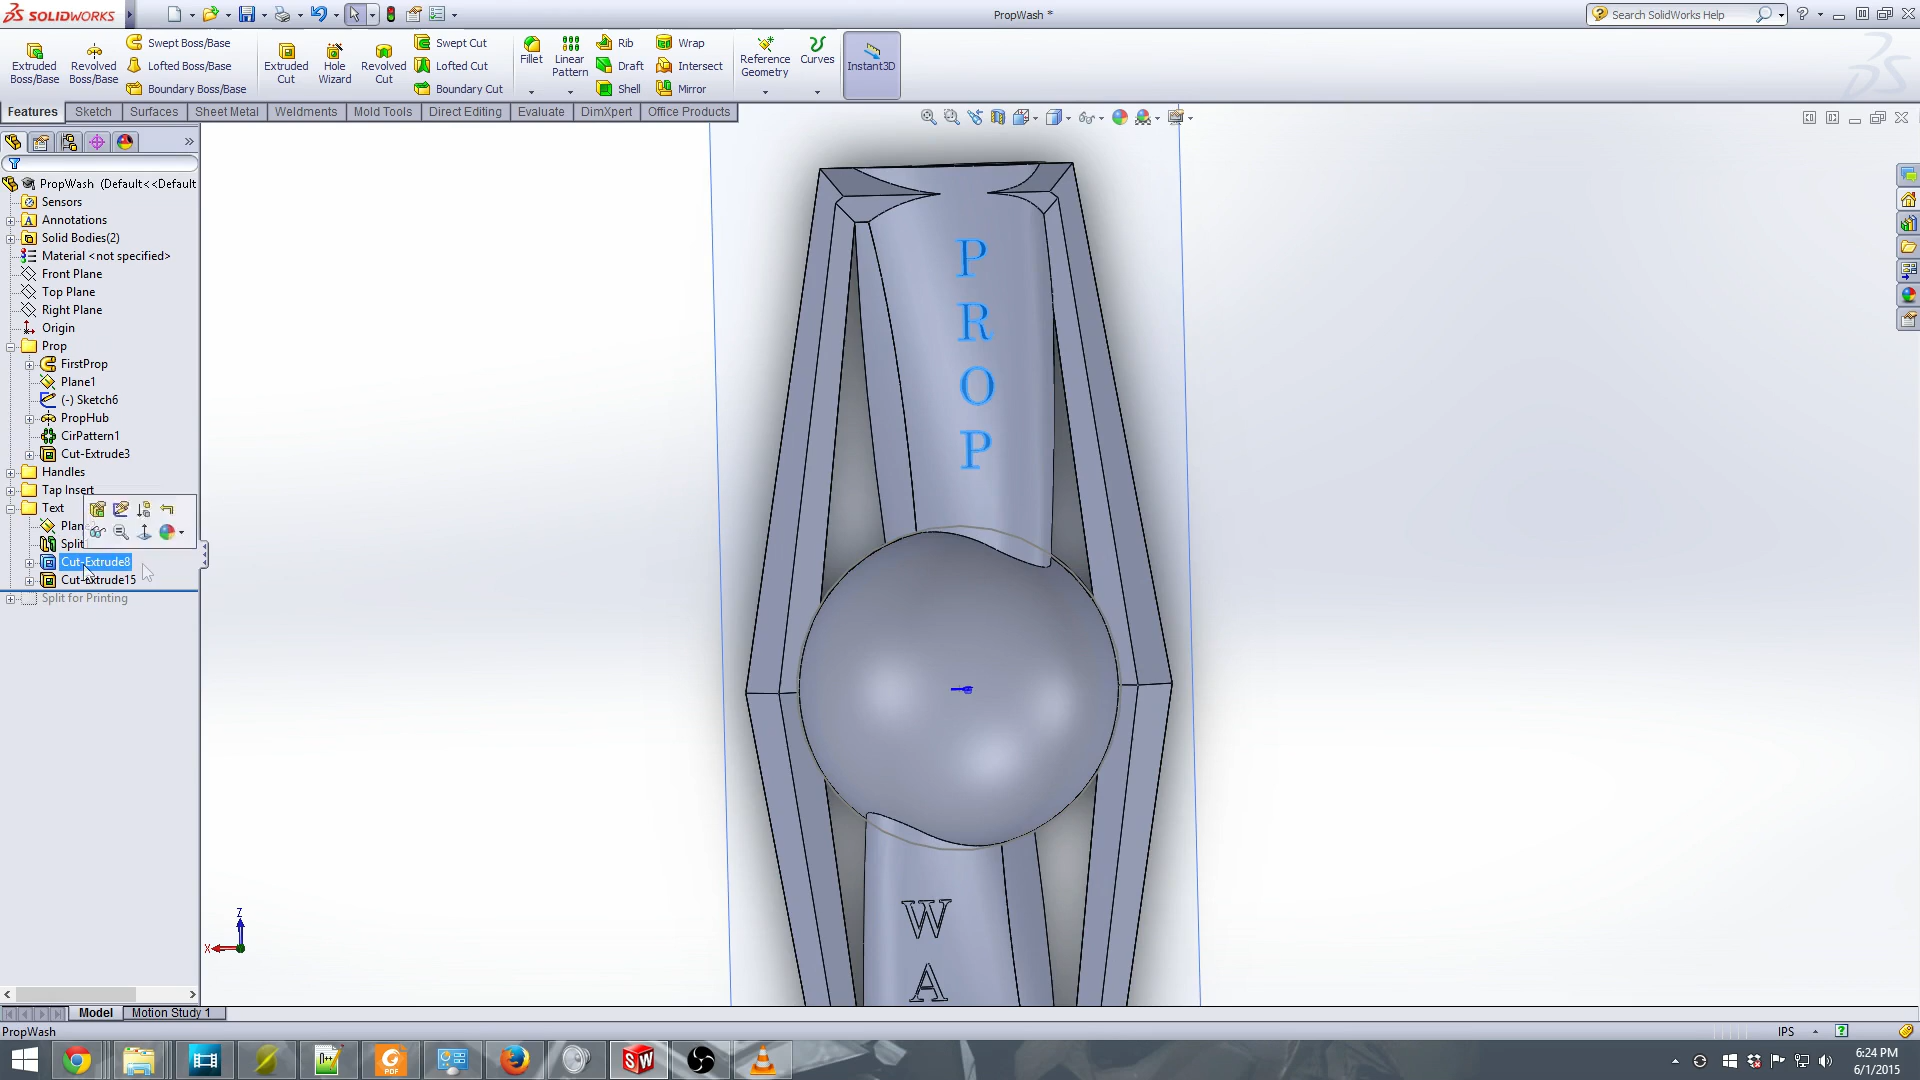 SOLIDWORKS
PropWash *
Search SolidWorks Help
Extruded Boss/Base
Revolved Boss/Base
Swept Boss/Base
Lofted Boss/Base
Boundary Boss/Base
Extruded Cut
Hole Wizard
Revolved Cut
Swept Cut
Lofted Cut
Boundary Cut
Fillet
Linear Pattern
Rib
Draft
Shell
Wrap
Intersect
Mirror
Reference Geometry
Curves
Instant3D
Features Sketch Surfaces Sheet Metal Weldments Mold Tools Direct Editing Evaluate DimXpert Office Products
PropWash (Default<<Default
Sensors
Annotations
Solid Bodies(2)
Material <not specified>
Front Plane
Top Plane
Right Plane
Origin
Prop
FirstProp
Plane1
(-) Sketch6
PropHub
CirPattern1
Cut-Extrude3
Handles
Tap Insert
Text
Cut-Extrude8
Cut-Extrude15
Split for Printing
P
R
O
P
W
A
Z
X
Model Motion Study 1
PropWash
IPS
6:24 PM
6/1/2015